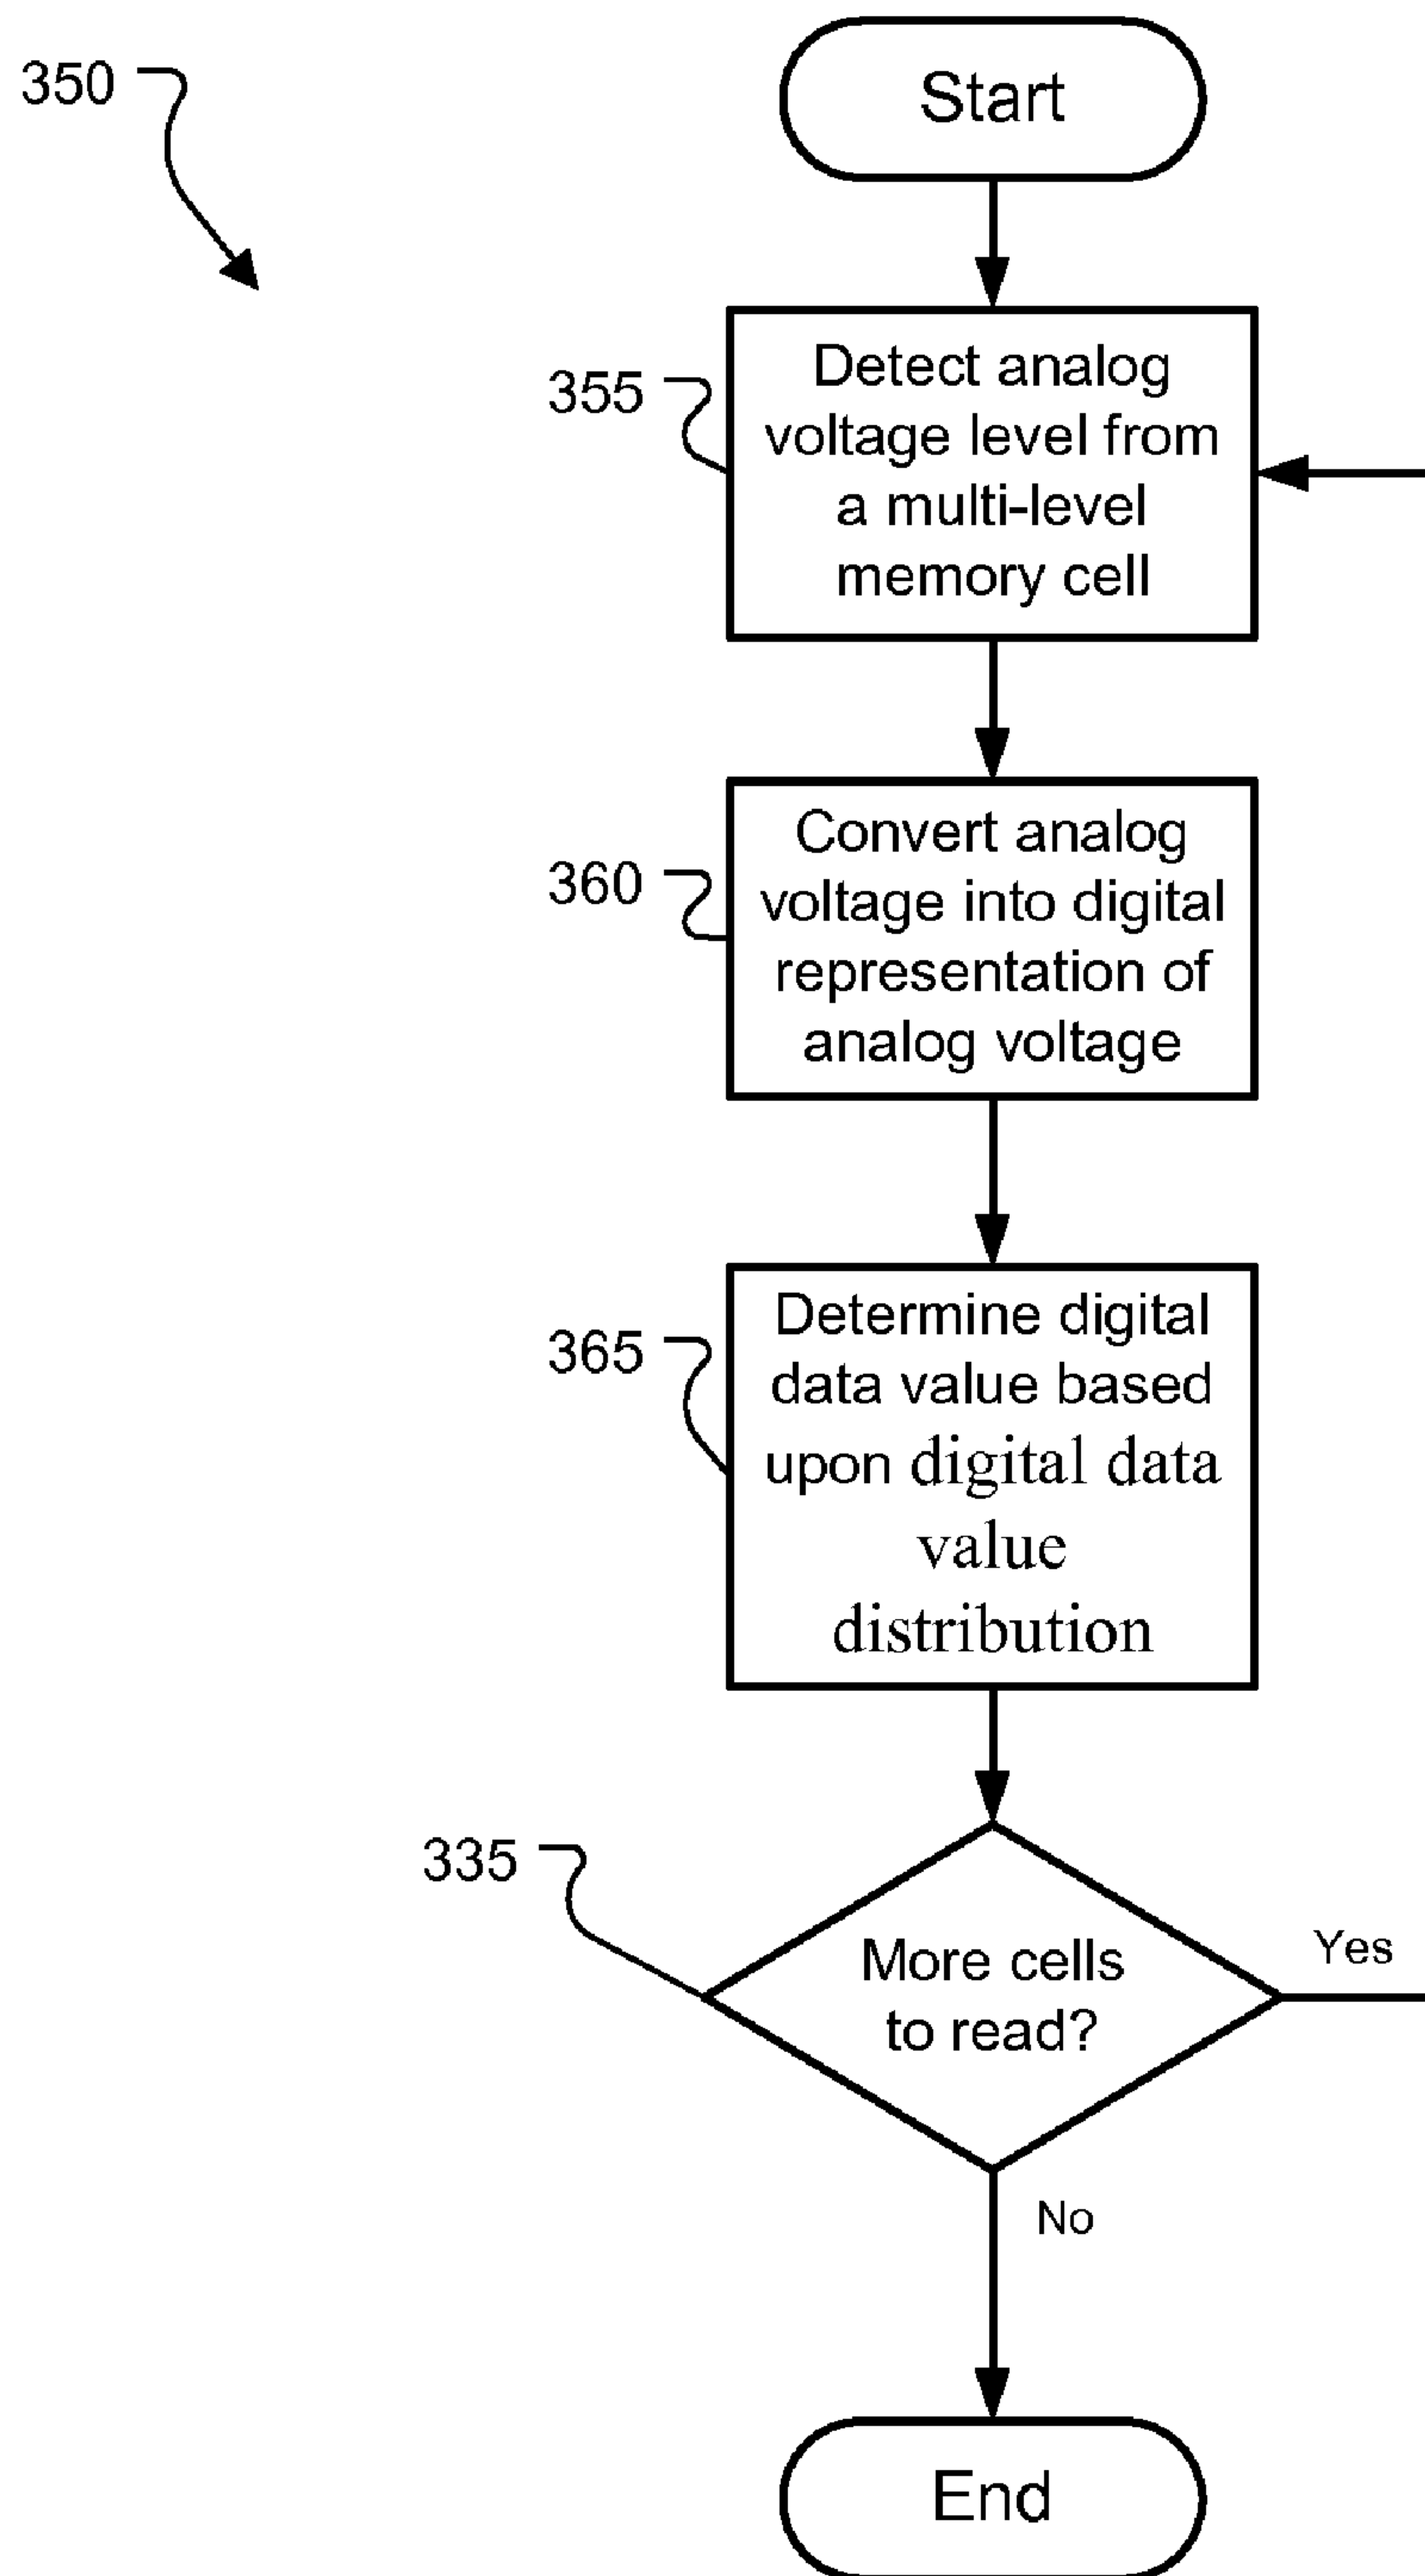 350
Start
355
Detect analog
voltage level from
a multi-level
memory cell
360
Convert analog
voltage into digital
representation of
analog voltage
365
Determine digital
data value based
upon digital data
value
distribution
335
More cells
to read?
Yes
No
End